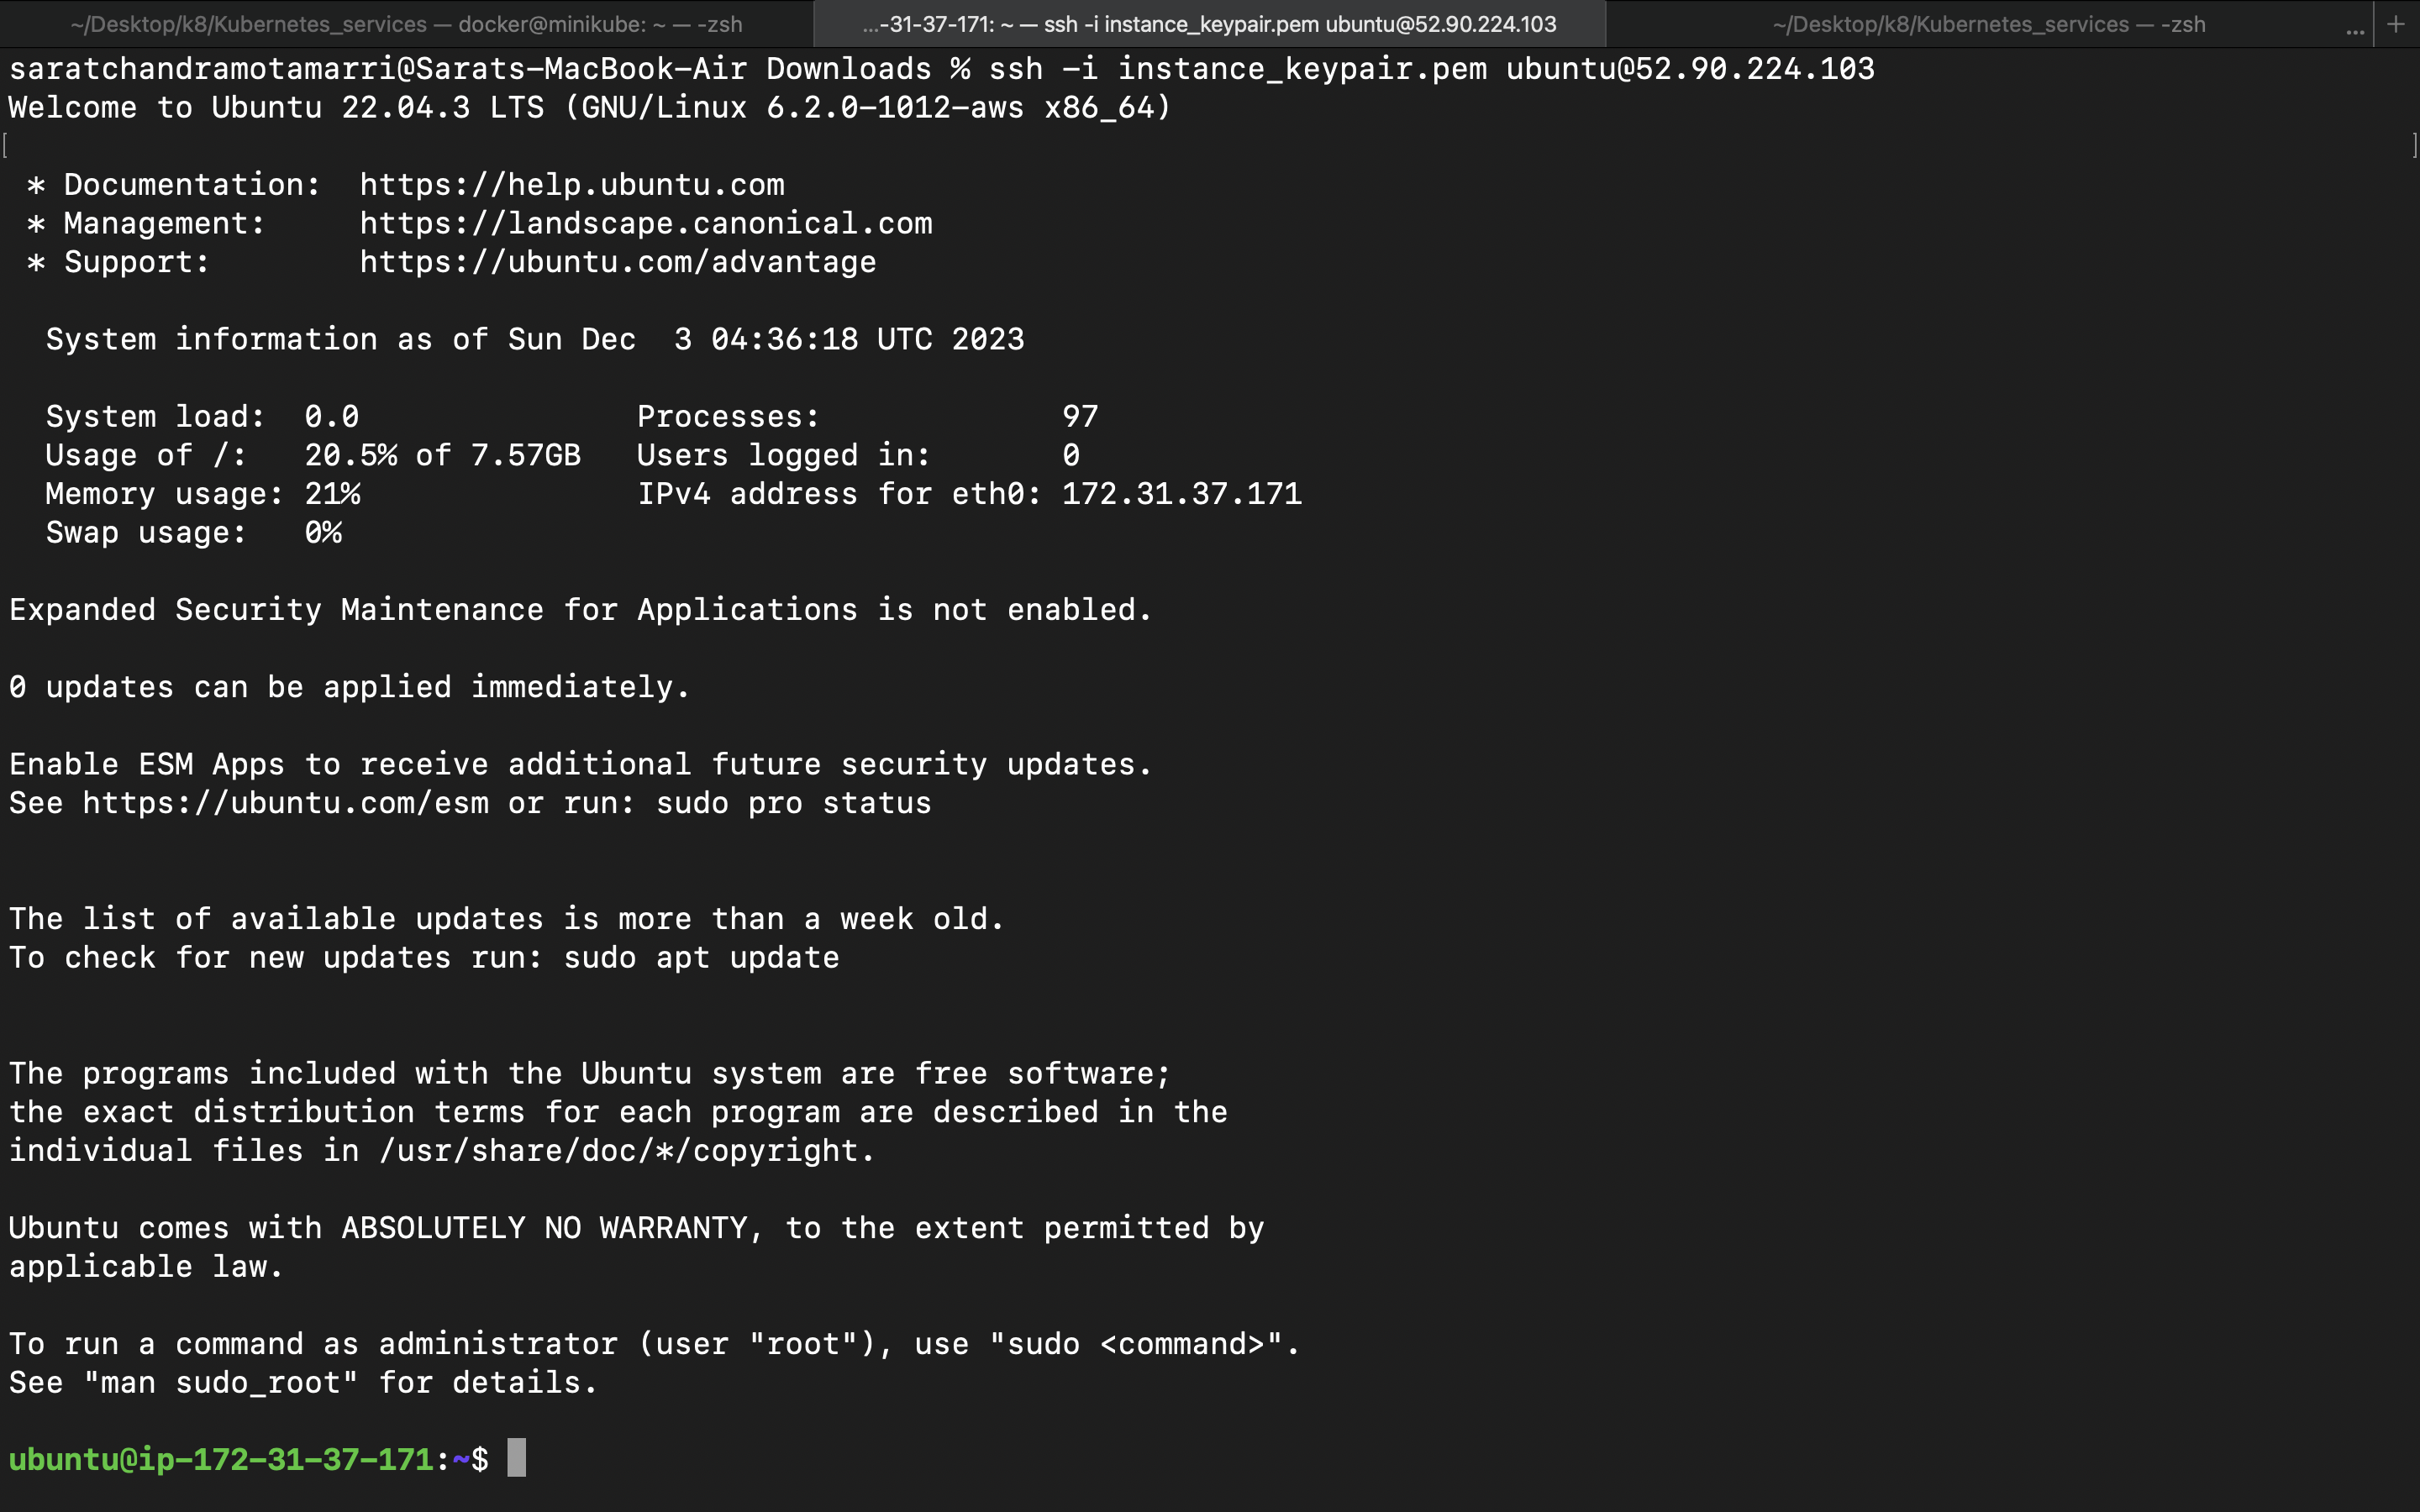 ~/Desktop/k8/Kubernetes_services — docker@minikube: ~ — -zsh
...-31-37-171: ~ — ssh -i instance_keypair.pem ubuntu@52.90.224.103
~/Desktop/k8/Kubernetes_services — -zsh
... +
saratchandramotamarri@Sarats-MacBook-Air Downloads % ssh -i instance_keypair.pem ubuntu@52.90.224.103
Welcome to Ubuntu 22.04.3 LTS (GNU/Linux 6.2.0-1012-aws x86_64)
[ ]
* Documentation:  https://help.ubuntu.com
* Management:     https://landscape.canonical.com
* Support:        https://ubuntu.com/advantage
System information as of Sun Dec  3 04:36:18 UTC 2023
System load:  0.0               Processes:             97
Usage of /:   20.5% of 7.57GB   Users logged in:       0
Memory usage: 21%               IPv4 address for eth0: 172.31.37.171
Swap usage:   0%
Expanded Security Maintenance for Applications is not enabled.
0 updates can be applied immediately.
Enable ESM Apps to receive additional future security updates.
See https://ubuntu.com/esm or run: sudo pro status
The list of available updates is more than a week old.
To check for new updates run: sudo apt update
The programs included with the Ubuntu system are free software;
the exact distribution terms for each program are described in the
individual files in /usr/share/doc/*/copyright.
Ubuntu comes with ABSOLUTELY NO WARRANTY, to the extent permitted by
applicable law.
To run a command as administrator (user "root"), use "sudo <command>".
See "man sudo_root" for details.
ubuntu@ip-172-31-37-171:~$